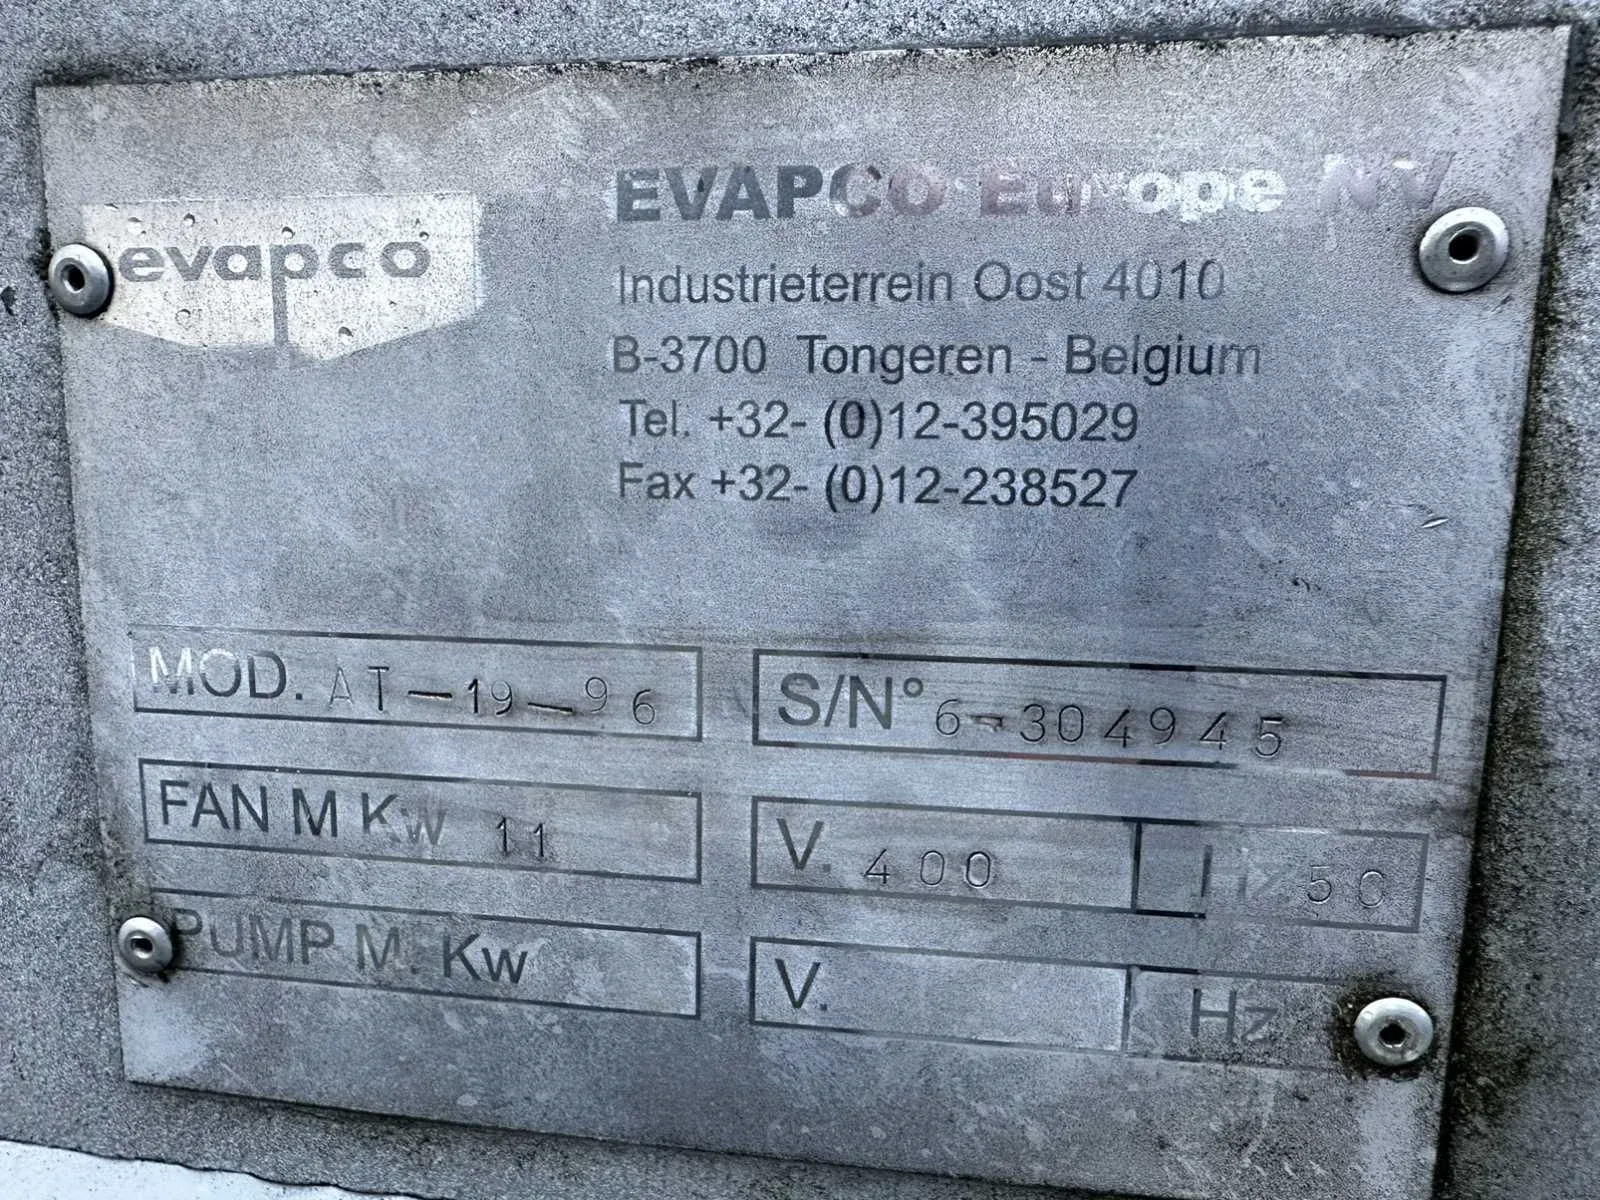 evapco
EVAPCO Europe NV
Industrieterrein Oost 4010
B-3700 Tongeren - Belgium
Tel. +32- (0)12-395029
Fax +32- (0)12-238527
MOD. AT-19-96
S/N° 6-304945
FAN M Kw 11
V. 400
Hz 50
PUMP M. Kw
V.
Hz